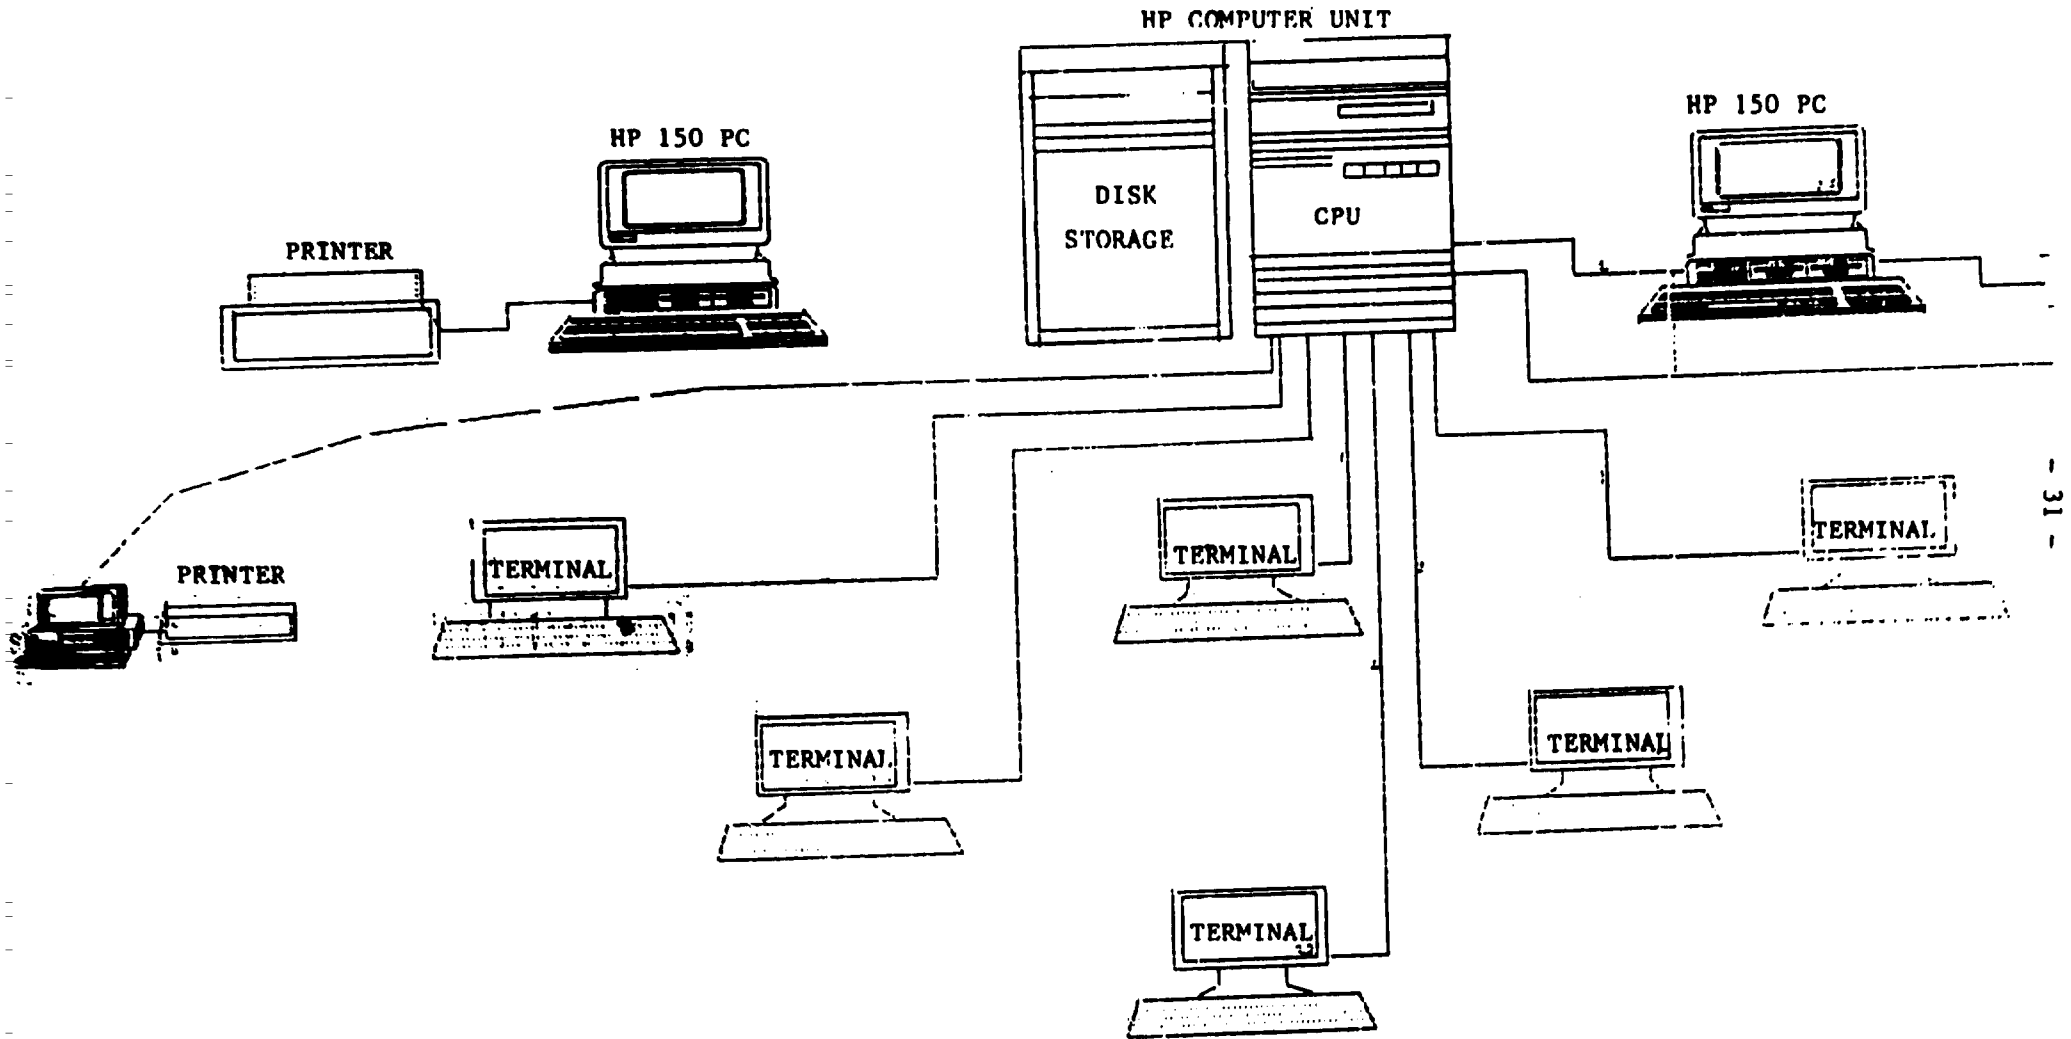 HP COMPUTER UNIT
HP 150 PC
HP 150 PC
DISK
STORAGE
CPU
PRINTER
- 31 -
TERMINAL
TERMINAL
TERMINAL
PRINTER
TERMINAL
TERMINAL
TERMINAL